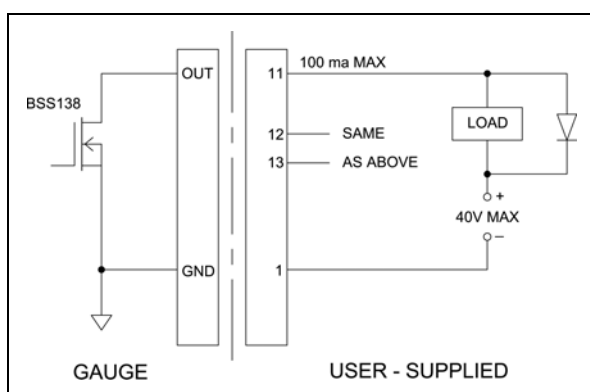 OUT
11
100 ma MAX
BSS138
LOAD
12
SAME
13
AS ABOVE
+
40V MAX
–
GND
1
GAUGE
USER - SUPPLIED